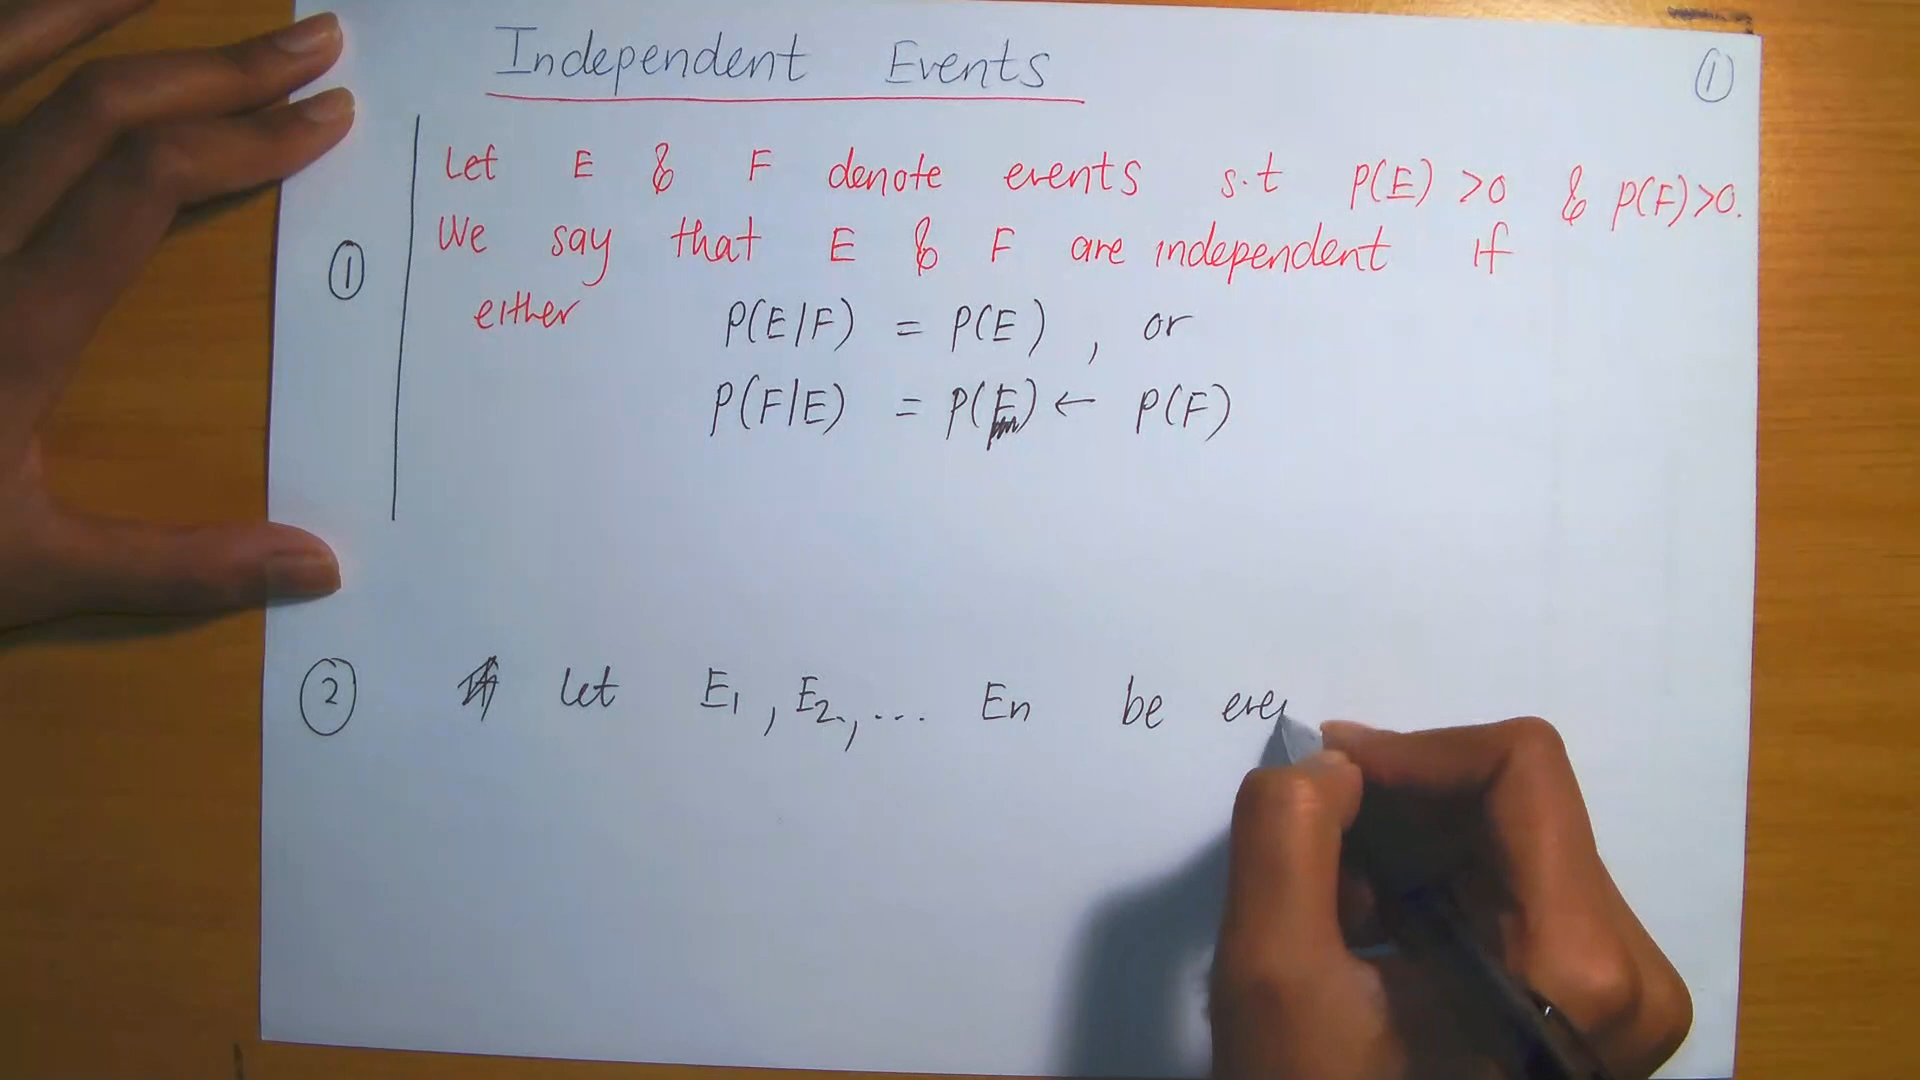 Independent Events
①
Let E & F denote events s.t P(E) >0 & P(F)>0.
We say that E & F are independent if
①
either P(E/F) = P(E) , or
P(F/E) = P(E) ← P(F)
② Let E1 , E2 , ... En be eve